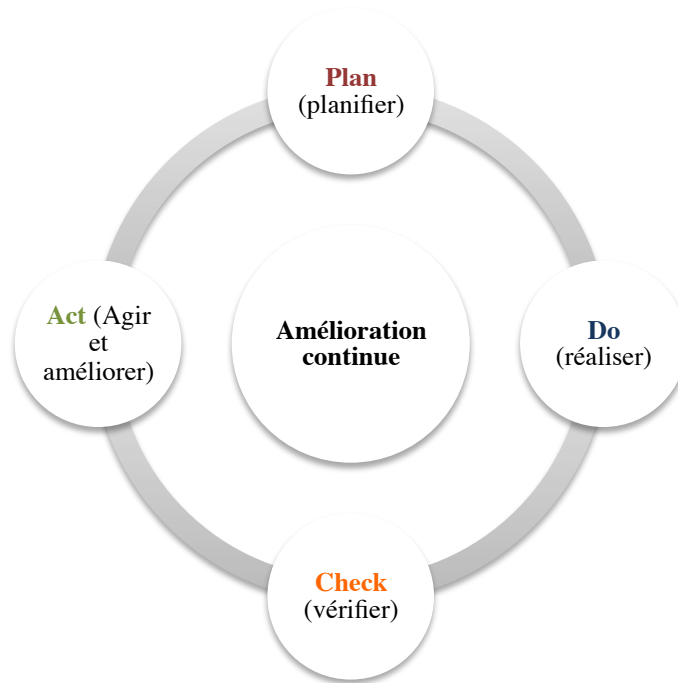 Plan
(planifier)
Act (Agir
et
améliorer)
Amélioration
continue
Do
(réaliser)
Check
(vérifier)